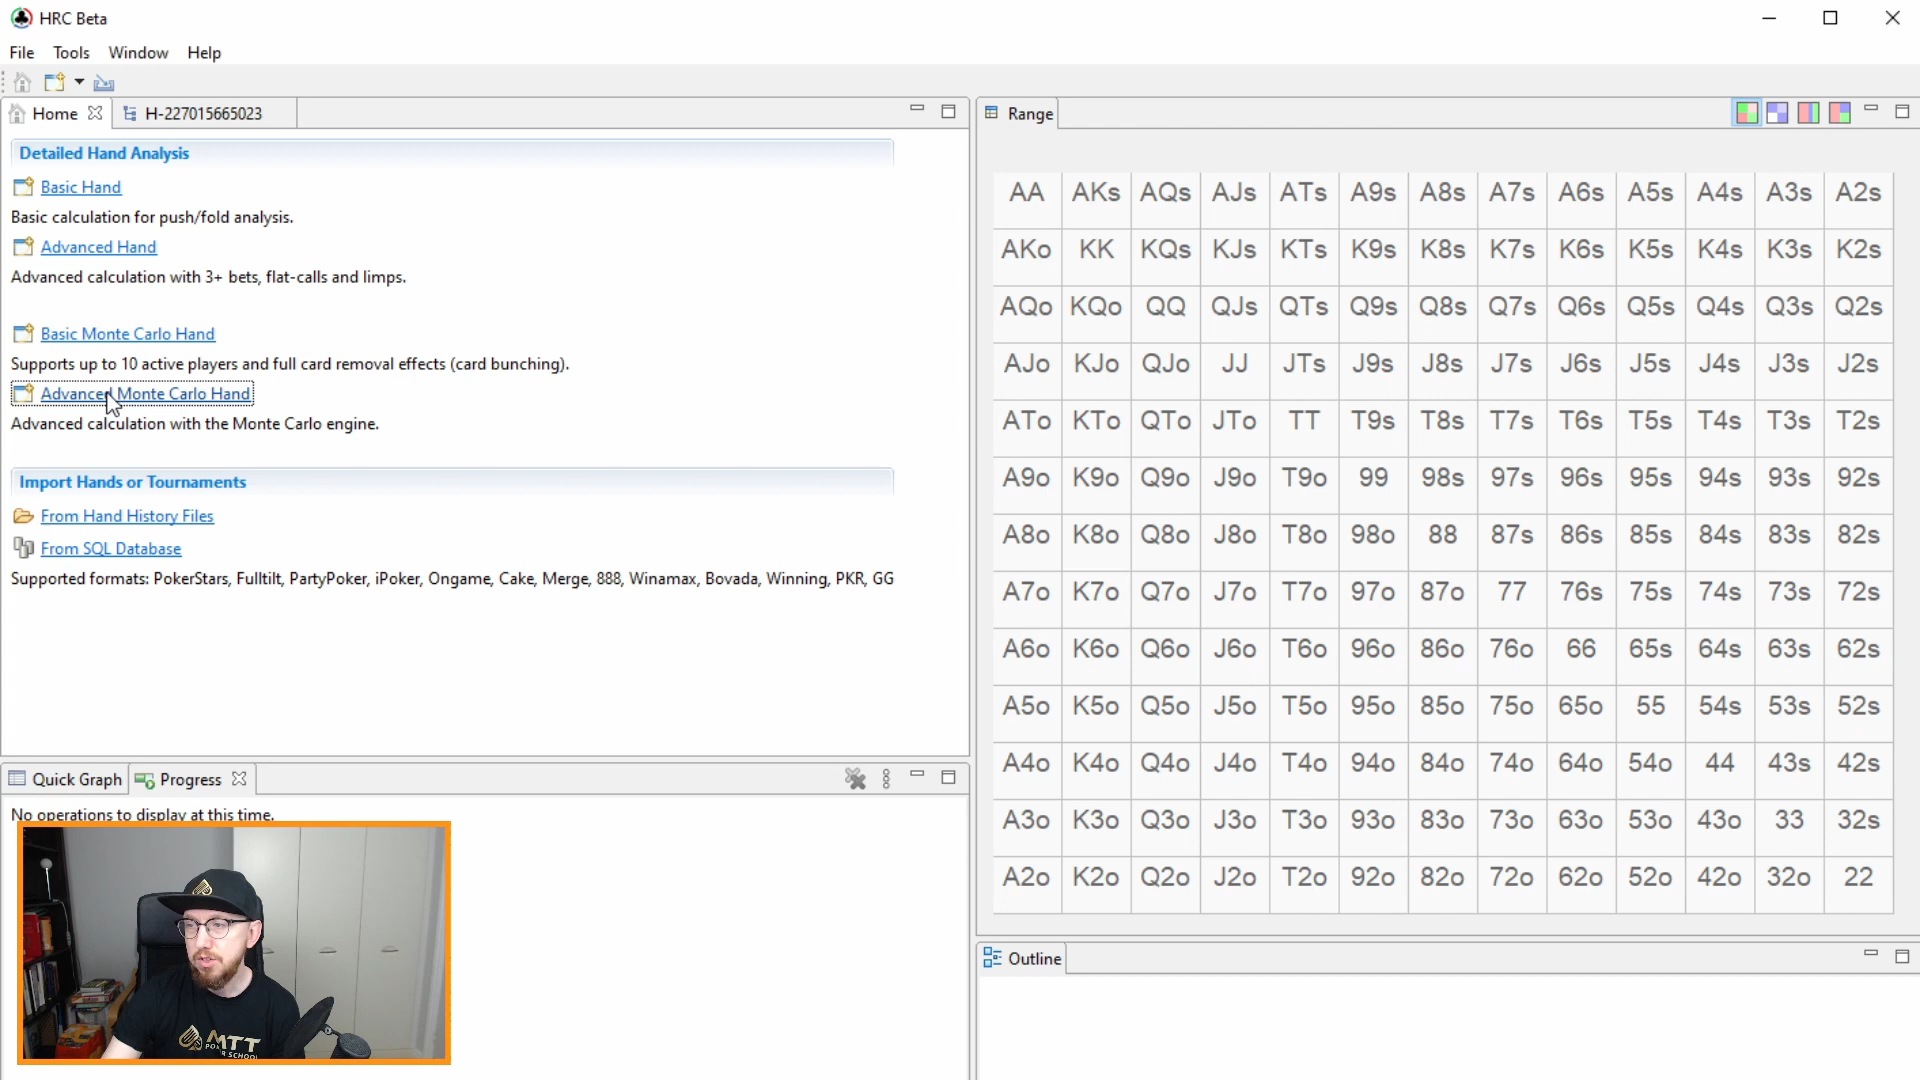 HRC Beta
File Tools Window Help
Home H-227015665023
Detailed Hand Analysis
Basic Hand
Basic calculation for push/fold analysis.
Advanced Hand
Advanced calculation with 3+ bets, flat-calls and limps.
Basic Monte Carlo Hand
Supports up to 10 active players and full card removal effects (card bunching).
Advanced Monte Carlo Hand
Advanced calculation with the Monte Carlo engine.
Import Hands or Tournaments
From Hand History Files
From SQL Database
Supported formats: PokerStars, Fulltilt, PartyPoker, iPoker, Ongame, Cake, Merge, 888, Winamax, Bovada, Winning, PKR, GG
Quick Graph Progress
No operations to display at this time.
MTT
POKER SCHOOL
Range
AA AKs AQs AJs ATs A9s A8s A7s A6s A5s A4s A3s A2s
AKo KK KQs KJs KTs K9s K8s K7s K6s K5s K4s K3s K2s
AQo KQo QQ QJs QTs Q9s Q8s Q7s Q6s Q5s Q4s Q3s Q2s
AJo KJo QJo JJ JTs J9s J8s J7s J6s J5s J4s J3s J2s
ATo KTo QTo JTo TT T9s T8s T7s T6s T5s T4s T3s T2s
A9o K9o Q9o J9o T9o 99 98s 97s 96s 95s 94s 93s 92s
A8o K8o Q8o J8o T8o 98o 88 87s 86s 85s 84s 83s 82s
A7o K7o Q7o J7o T7o 97o 87o 77 76s 75s 74s 73s 72s
A6o K6o Q6o J6o T6o 96o 86o 76o 66 65s 64s 63s 62s
A5o K5o Q5o J5o T5o 95o 85o 75o 65o 55 54s 53s 52s
A4o K4o Q4o J4o T4o 94o 84o 74o 64o 54o 44 43s 42s
A3o K3o Q3o J3o T3o 93o 83o 73o 63o 53o 43o 33 32s
A2o K2o Q2o J2o T2o 92o 82o 72o 62o 52o 42o 32o 22
Outline